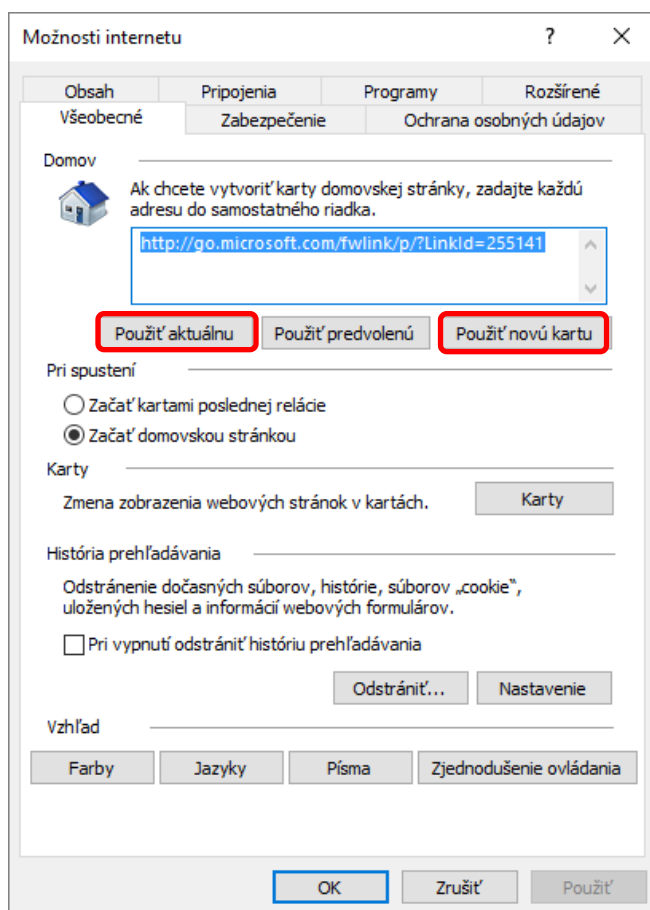 Možnosti internetu ?
Obsah Pripojenia Programy Rozšírené
Všeobecné Zabezpečenie Ochrana osobných údajov
Domov
Ak chcete vytvoriť karty domovskej stránky, zadajte každú
adresu do samostatného riadka.
http://go.microsoft.com/fwlink/p/?LinkId=255141
Použiť aktuálnu Použiť predvolenú Použiť novú kartu
Pri spustení
Začať kartami poslednej relácie
Začať domovskou stránkou
Karty
Zmena zobrazenia webových stránok v kartách. Karty
História prehľadávania
Odstránenie dočasných súborov, histórie, súborov „cookie“,
uložených hesiel a informácií webových formulárov.
Pri vypnutí odstrániť históriu prehľadávania
Odstrániť... Nastavenie
Vzhľad
Farby Jazyky Písma Zjednodušenie ovládania
OK Zrušiť Použiť